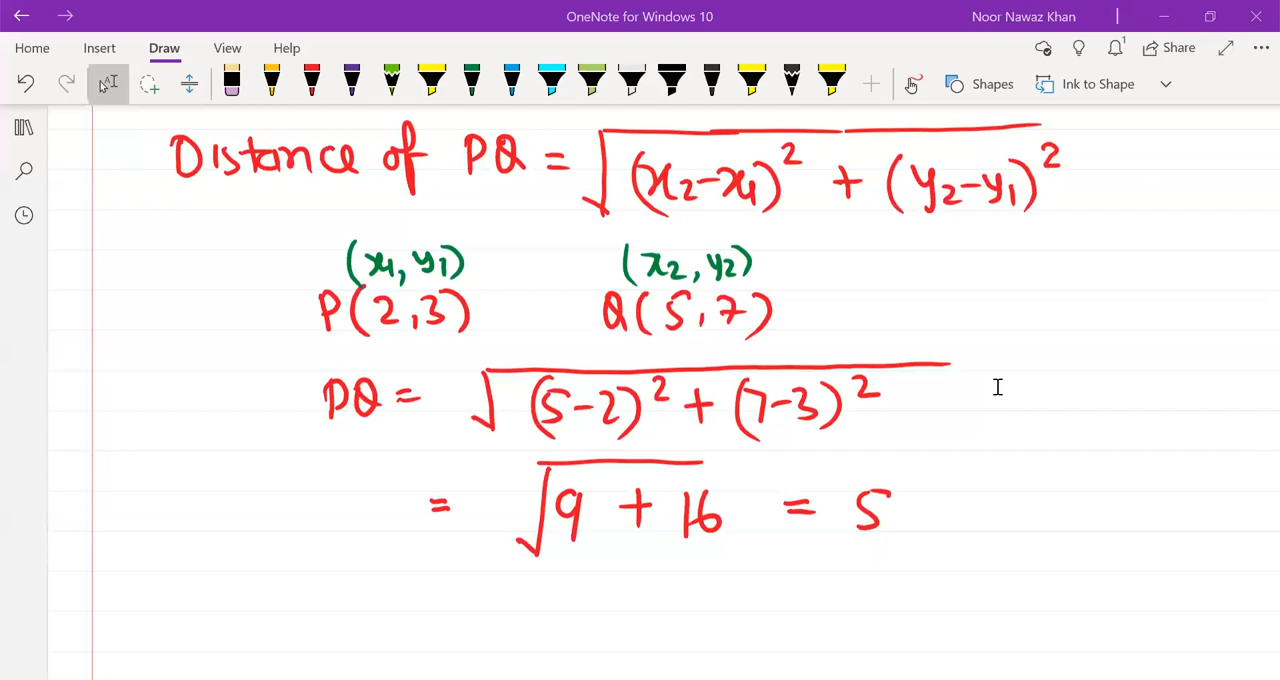 OneNote for Windows 10
Noor Nawaz Khan
Home Insert Draw View Help
1
Share
Shapes
Ink to Shape
Distance of PQ = √(x₂-x₁)² + (y₂-y₁)²
(x₁, y₁) (x₂, y₂)
P(2,3) Q(5,7)
PQ = √(5-2)² + (7-3)²
= √9 + 16 = 5